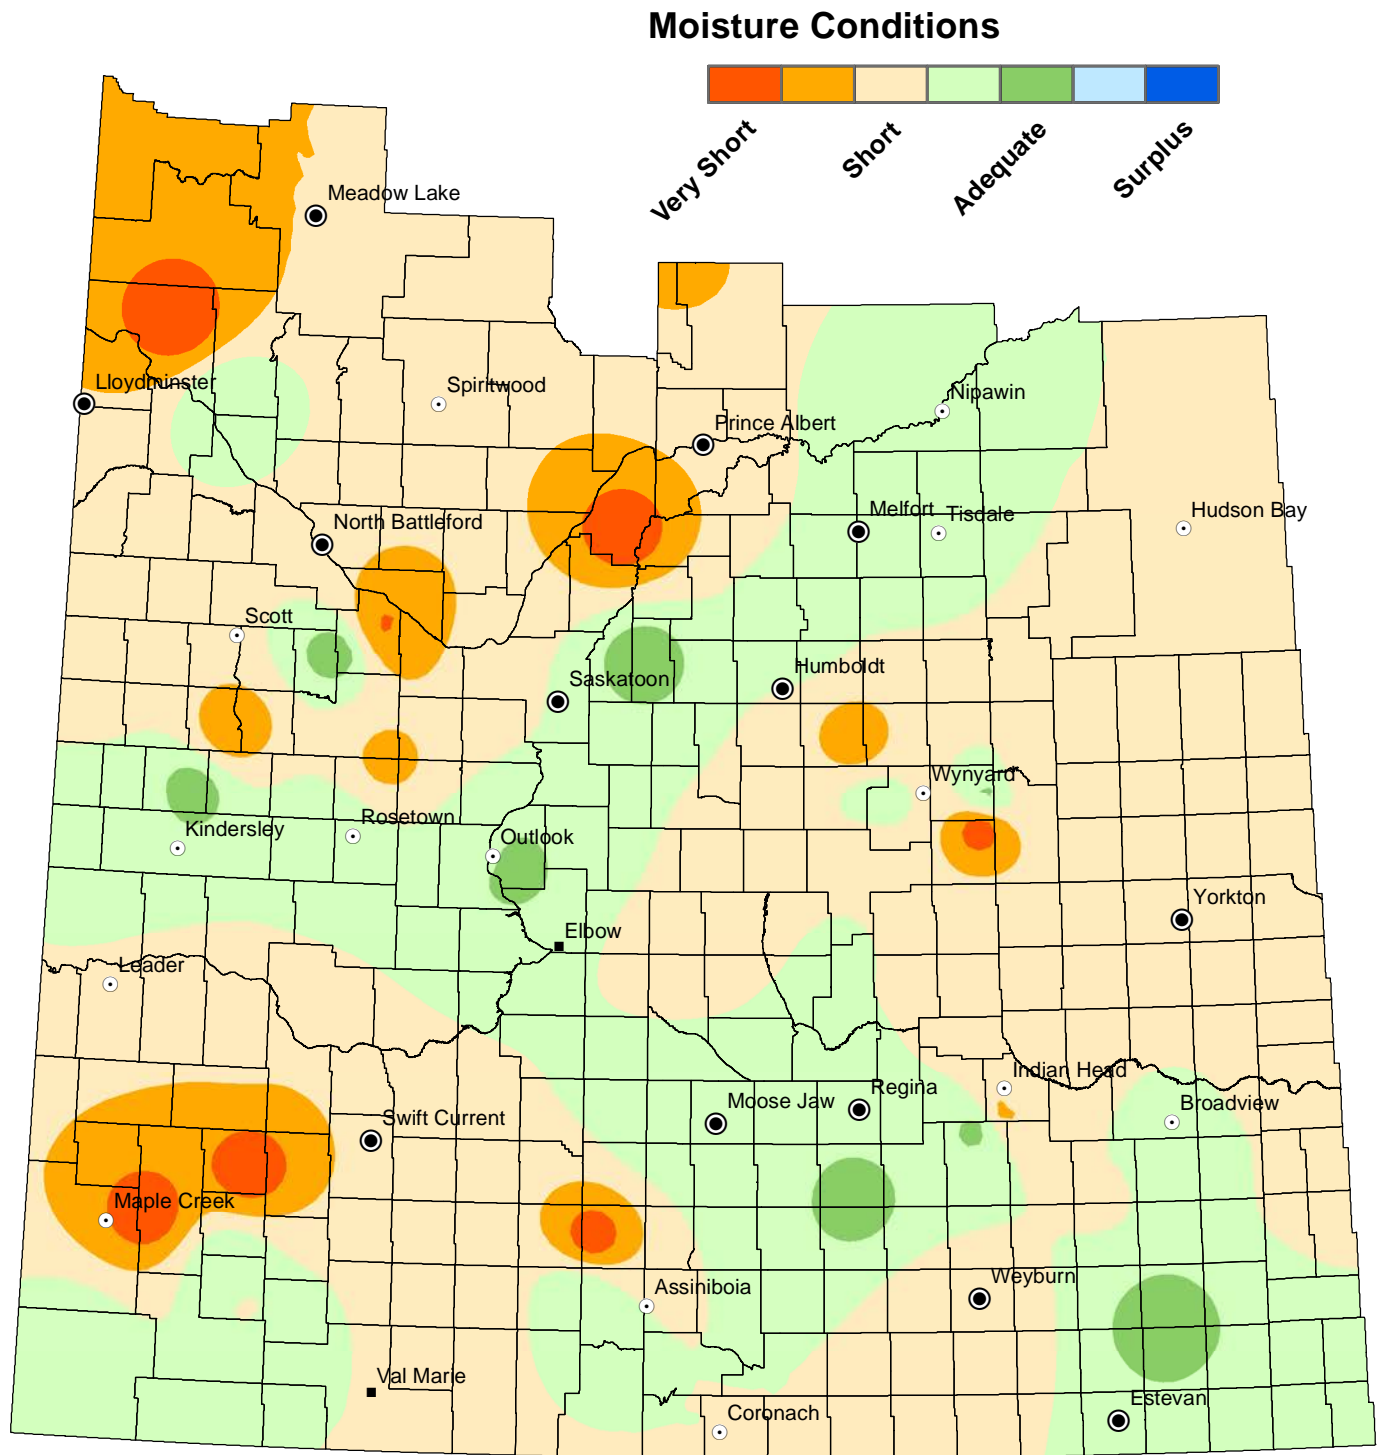 Moisture Conditions
Very Short
Short
Adequate
Surplus
Meadow Lake
Lloydminster
Spiritwood
Nipawin
Prince Albert
North Battleford
Melfort
Tisdale
Hudson Bay
Scott
Saskatoon
Humboldt
Wynyard
Kindersley
Rosetown
Outlook
Yorkton
Elbow
Leader
Indian Head
Regina
Moose Jaw
Broadview
Swift Current
Maple Creek
Assiniboia
Weyburn
Val Marie
Coronach
Estevan